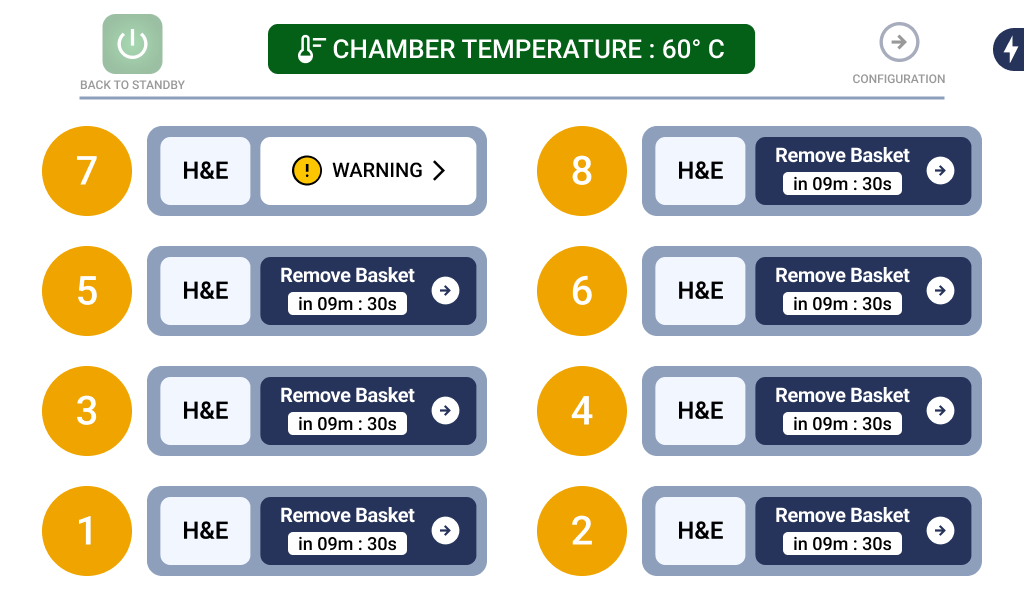 BACK TO STANDBY
CHAMBER TEMPERATURE : 60° C
CONFIGURATION
7
H&E
! WARNING
8
H&E
Remove Basket
in 09m : 30s
5
H&E
Remove Basket
in 09m : 30s
6
H&E
Remove Basket
in 09m : 30s
3
H&E
Remove Basket
in 09m : 30s
4
H&E
Remove Basket
in 09m : 30s
1
H&E
Remove Basket
in 09m : 30s
2
H&E
Remove Basket
in 09m : 30s